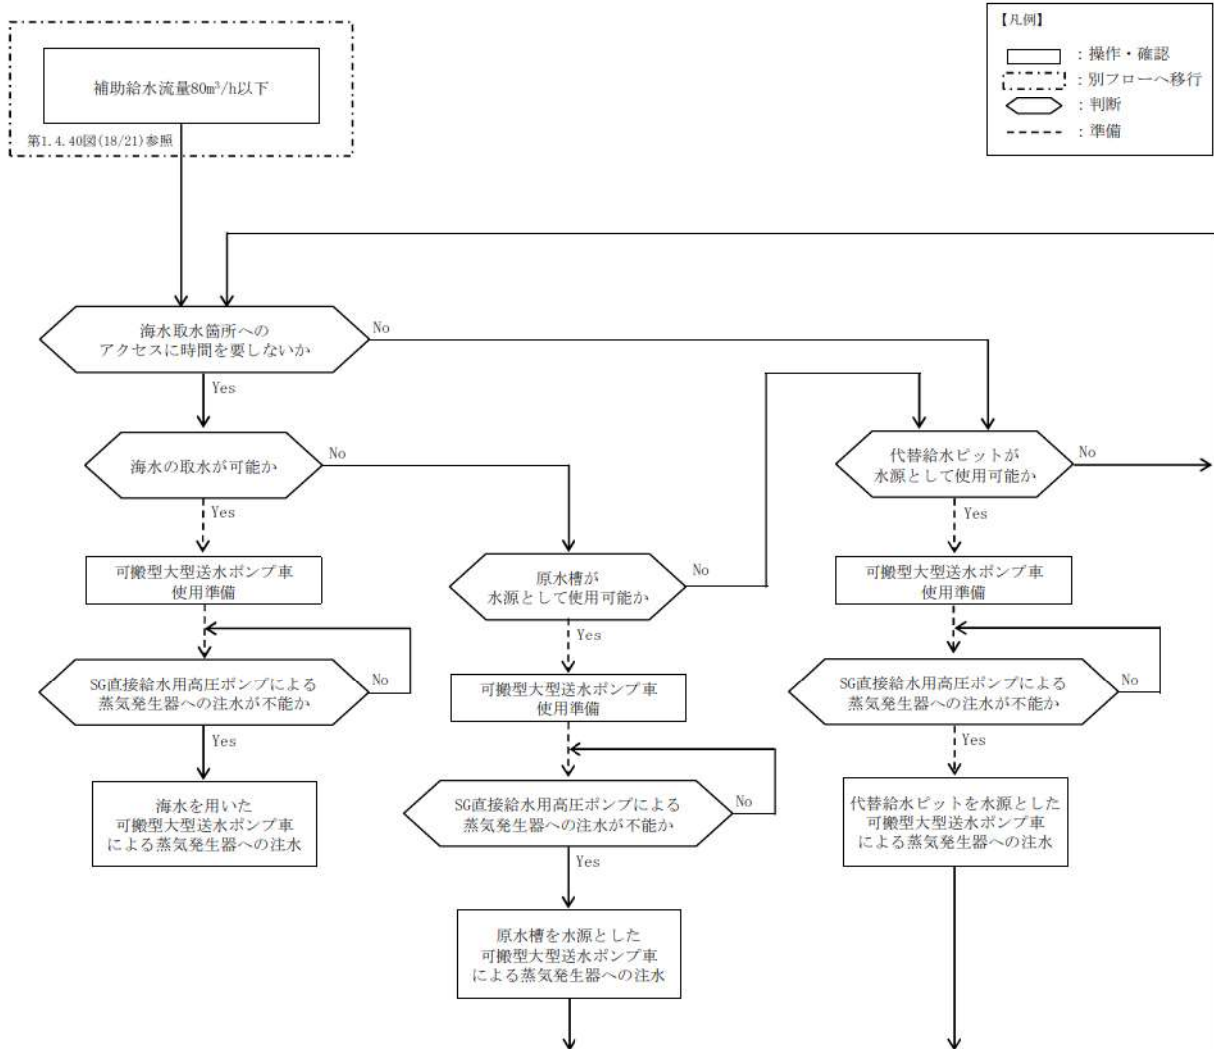 【凡例】
：操作・確認
：別フローへ移行
：判断
：準備
補助給水流量80m³/h以下
第1.4.40図(18/21)参照
海水取水箇所への
アクセスに時間を要しないか
No
Yes
海水の取水が可能か
No
Yes
可搬型大型送水ポンプ車
使用準備
SG直接給水用高圧ポンプによる
蒸気発生器への注水が不能か
No
Yes
海水を用いた
可搬型大型送水ポンプ車
による蒸気発生器への注水
原水槽が
水源として使用可能か
No
Yes
可搬型大型送水ポンプ車
使用準備
SG直接給水用高圧ポンプによる
蒸気発生器への注水が不能か
No
Yes
原水槽を水源とした
可搬型大型送水ポンプ車
による蒸気発生器への注水
代替給水ピットが
水源として使用可能か
No
Yes
可搬型大型送水ポンプ車
使用準備
SG直接給水用高圧ポンプによる
蒸気発生器への注水が不能か
No
Yes
代替給水ピットを水源とした
可搬型大型送水ポンプ車
による蒸気発生器への注水